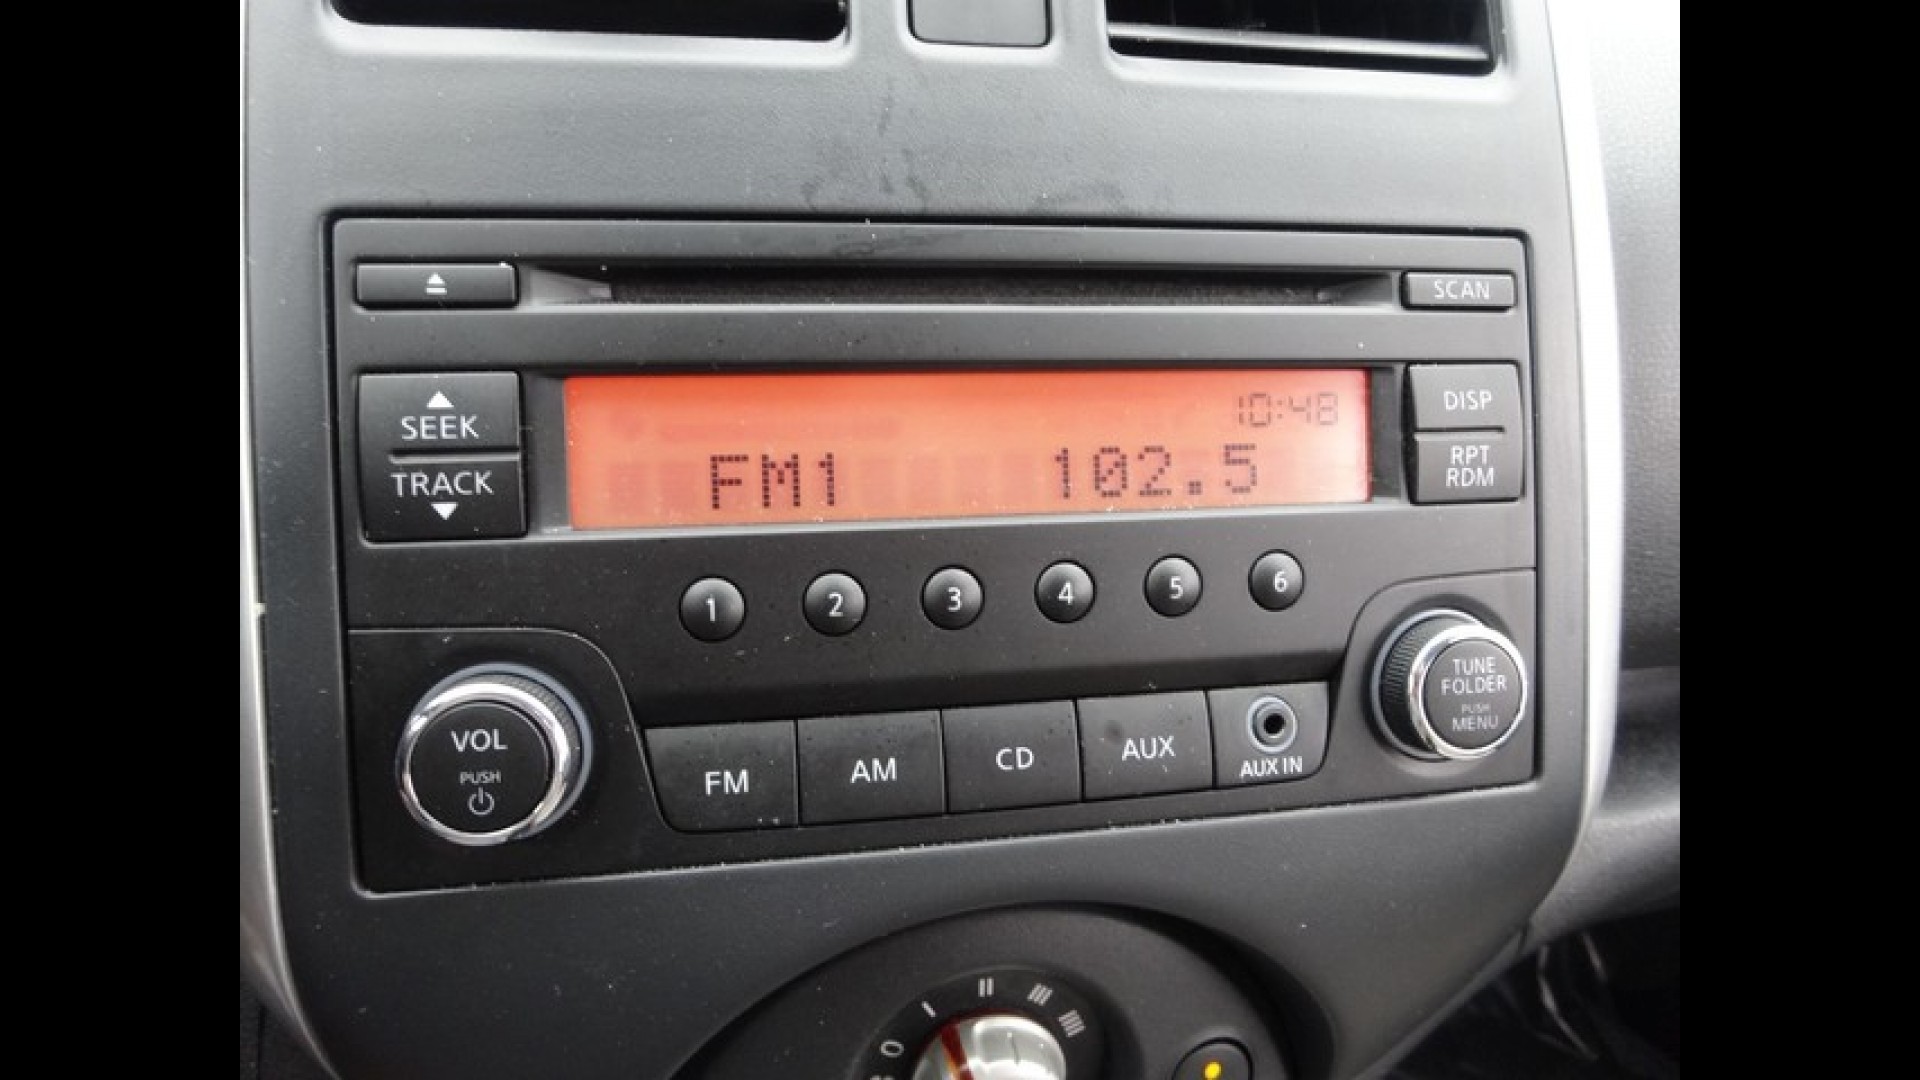 SCAN
SEEK
TRACK
10:48
FM1 102.5
DISP
RPT
RDM
1 2 3 4 5 6
VOL
PUSH
FM AM CD AUX
AUX IN
TUNE
FOLDER
PUSH
MENU
0